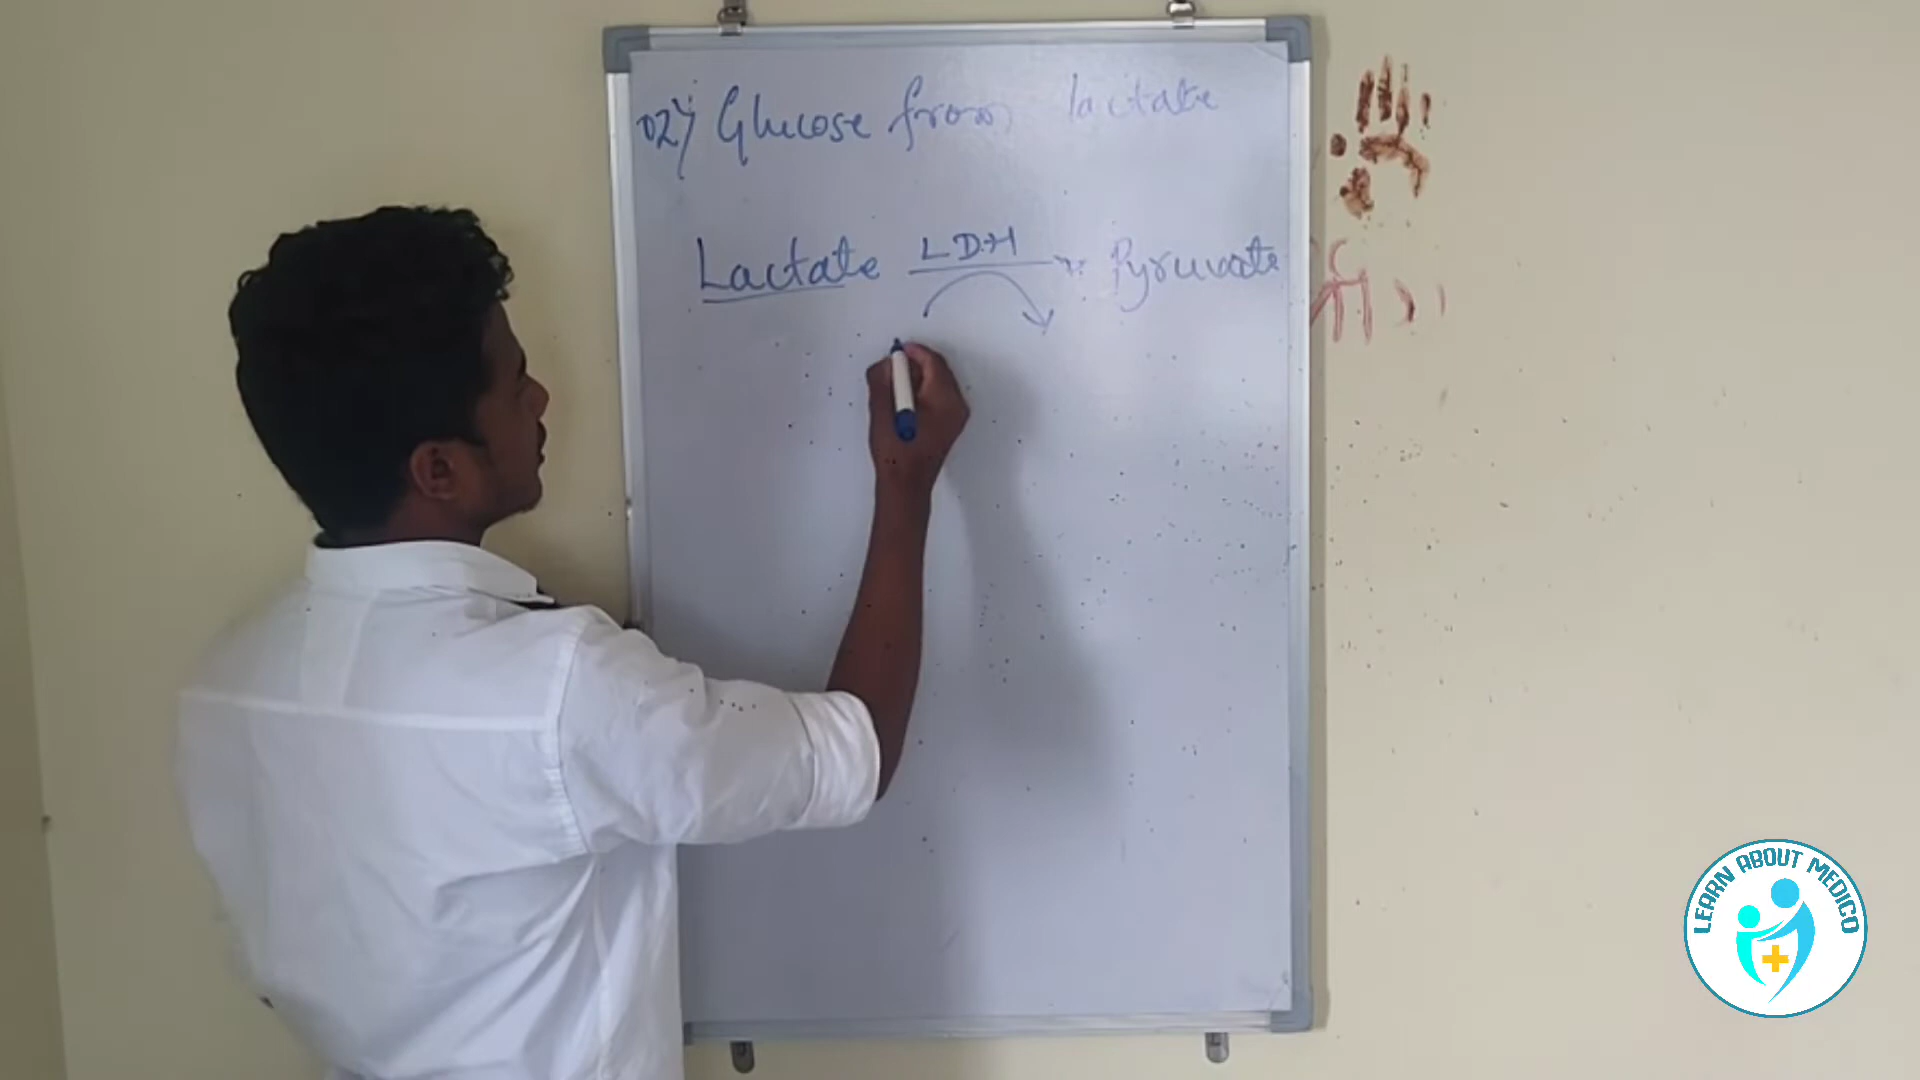 02) Glucose from lactate
Lactate LDH Pyruvate
LEARN ABOUT MEDICO